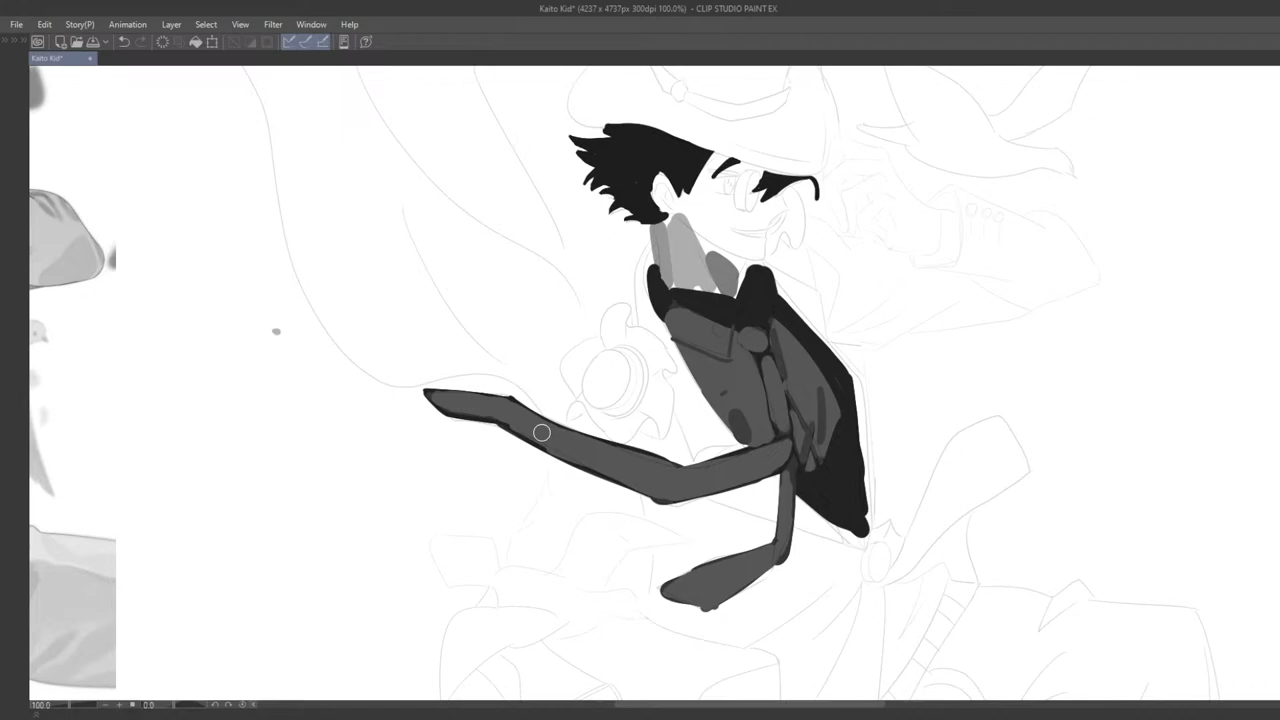 Kaito Kid* (4237 x 4737px 300dpi 100.0%) - CLIP STUDIO PAINT EX
File Edit Story(P) Animation Layer Select View Filter Window Help
Kaito Kid*
100.0 0.0